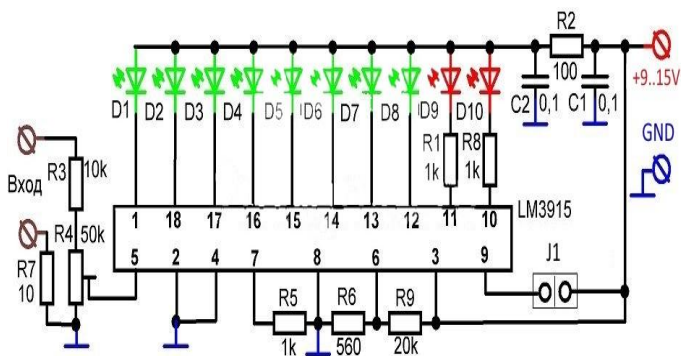 R2
100
+9..15V
D1 D2 D3 D4 D5 D6 D7 D8 D9 D10
C2 0,1 C1 0,1
R1
1k
R8
1k
GND
Вход
R3 10k
LM3915
1 18 17 16 15 14 13 12 11 10
5 2 4 7 8 6 3 9
R4 50k
R7
10
J1
R5
1k
R6
560
R9
20k